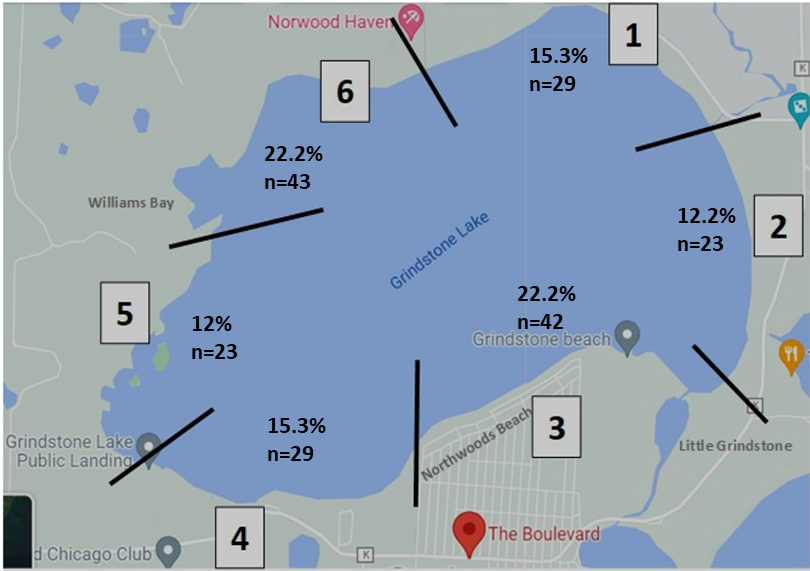 Norwood Haven
1
15.3%
n=29
K
6
22.2%
n=43
Williams Bay
12.2%
n=23
2
Grindstone Lake
5
12%
n=23
22.2%
n=42
Grindstone beach
3
Northwoods Beach
K
Little Grindstone
15.3%
n=29
Grindstone Lake
Public Landing
4
d Chicago Club
K
The Boulevard